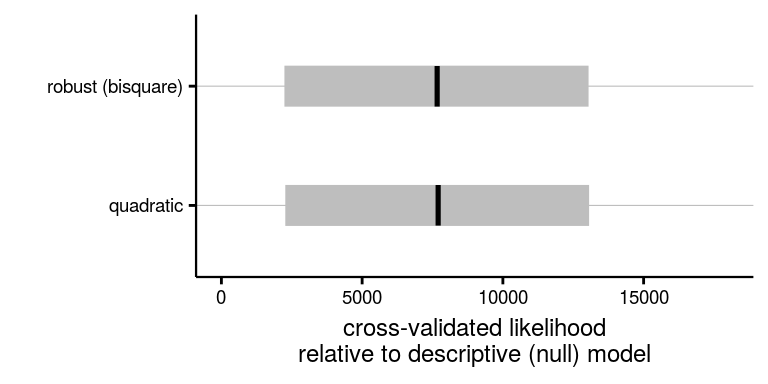 robust (bisquare)
quadratic
0 5000 10000 15000
cross-validated likelihood
relative to descriptive (null) model